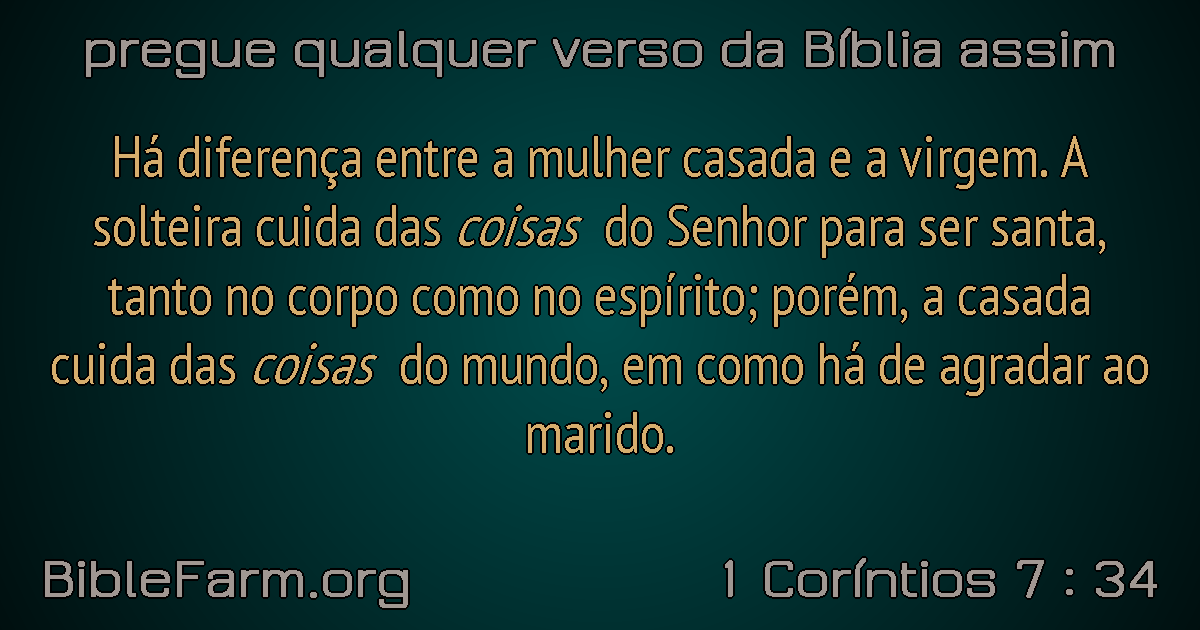 pregue qualquer verso da Bíblia assim
Há diferença entre a mulher casada e a virgem. A
solteira cuida das coisas do Senhor para ser santa,
tanto no corpo como no espírito; porém, a casada
cuida das coisas do mundo, em como há de agradar ao
marido.
BibleFarm.org
1 Coríntios 7 : 34